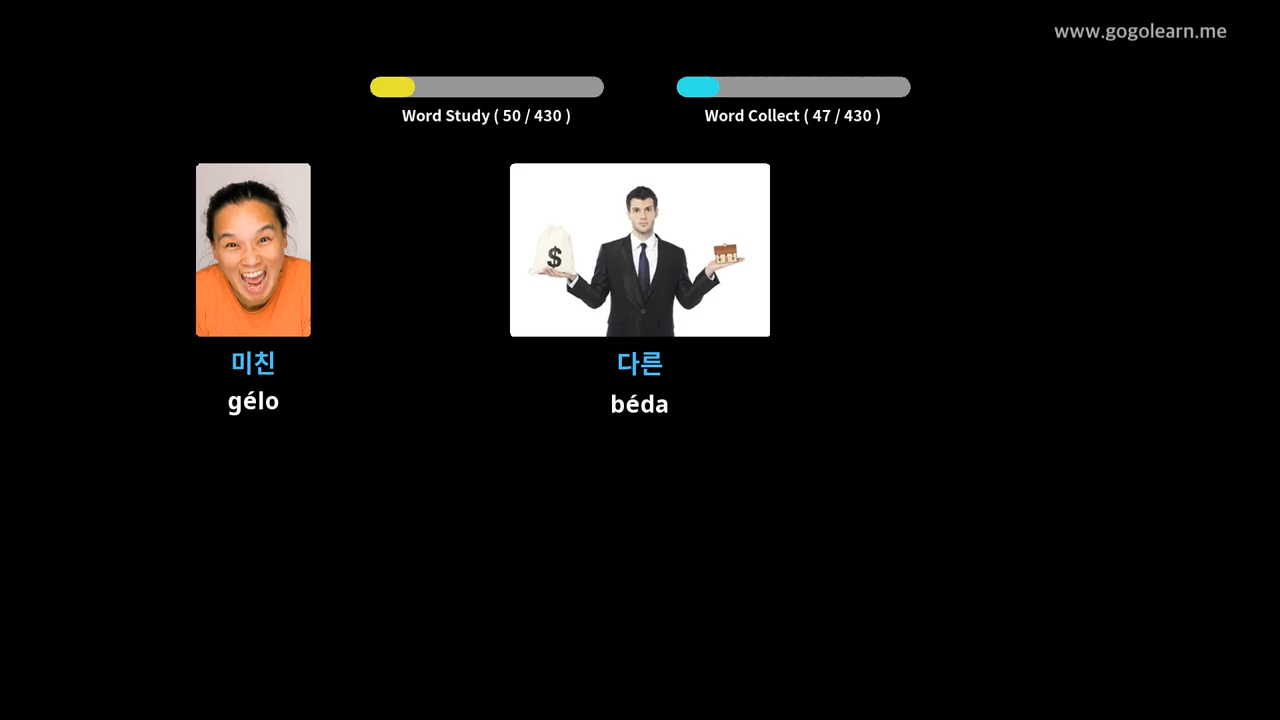 www.gogolearn.me
Word Study ( 50 / 430 )
Word Collect ( 47 / 430 )
$
미친
gélo
다른
béda